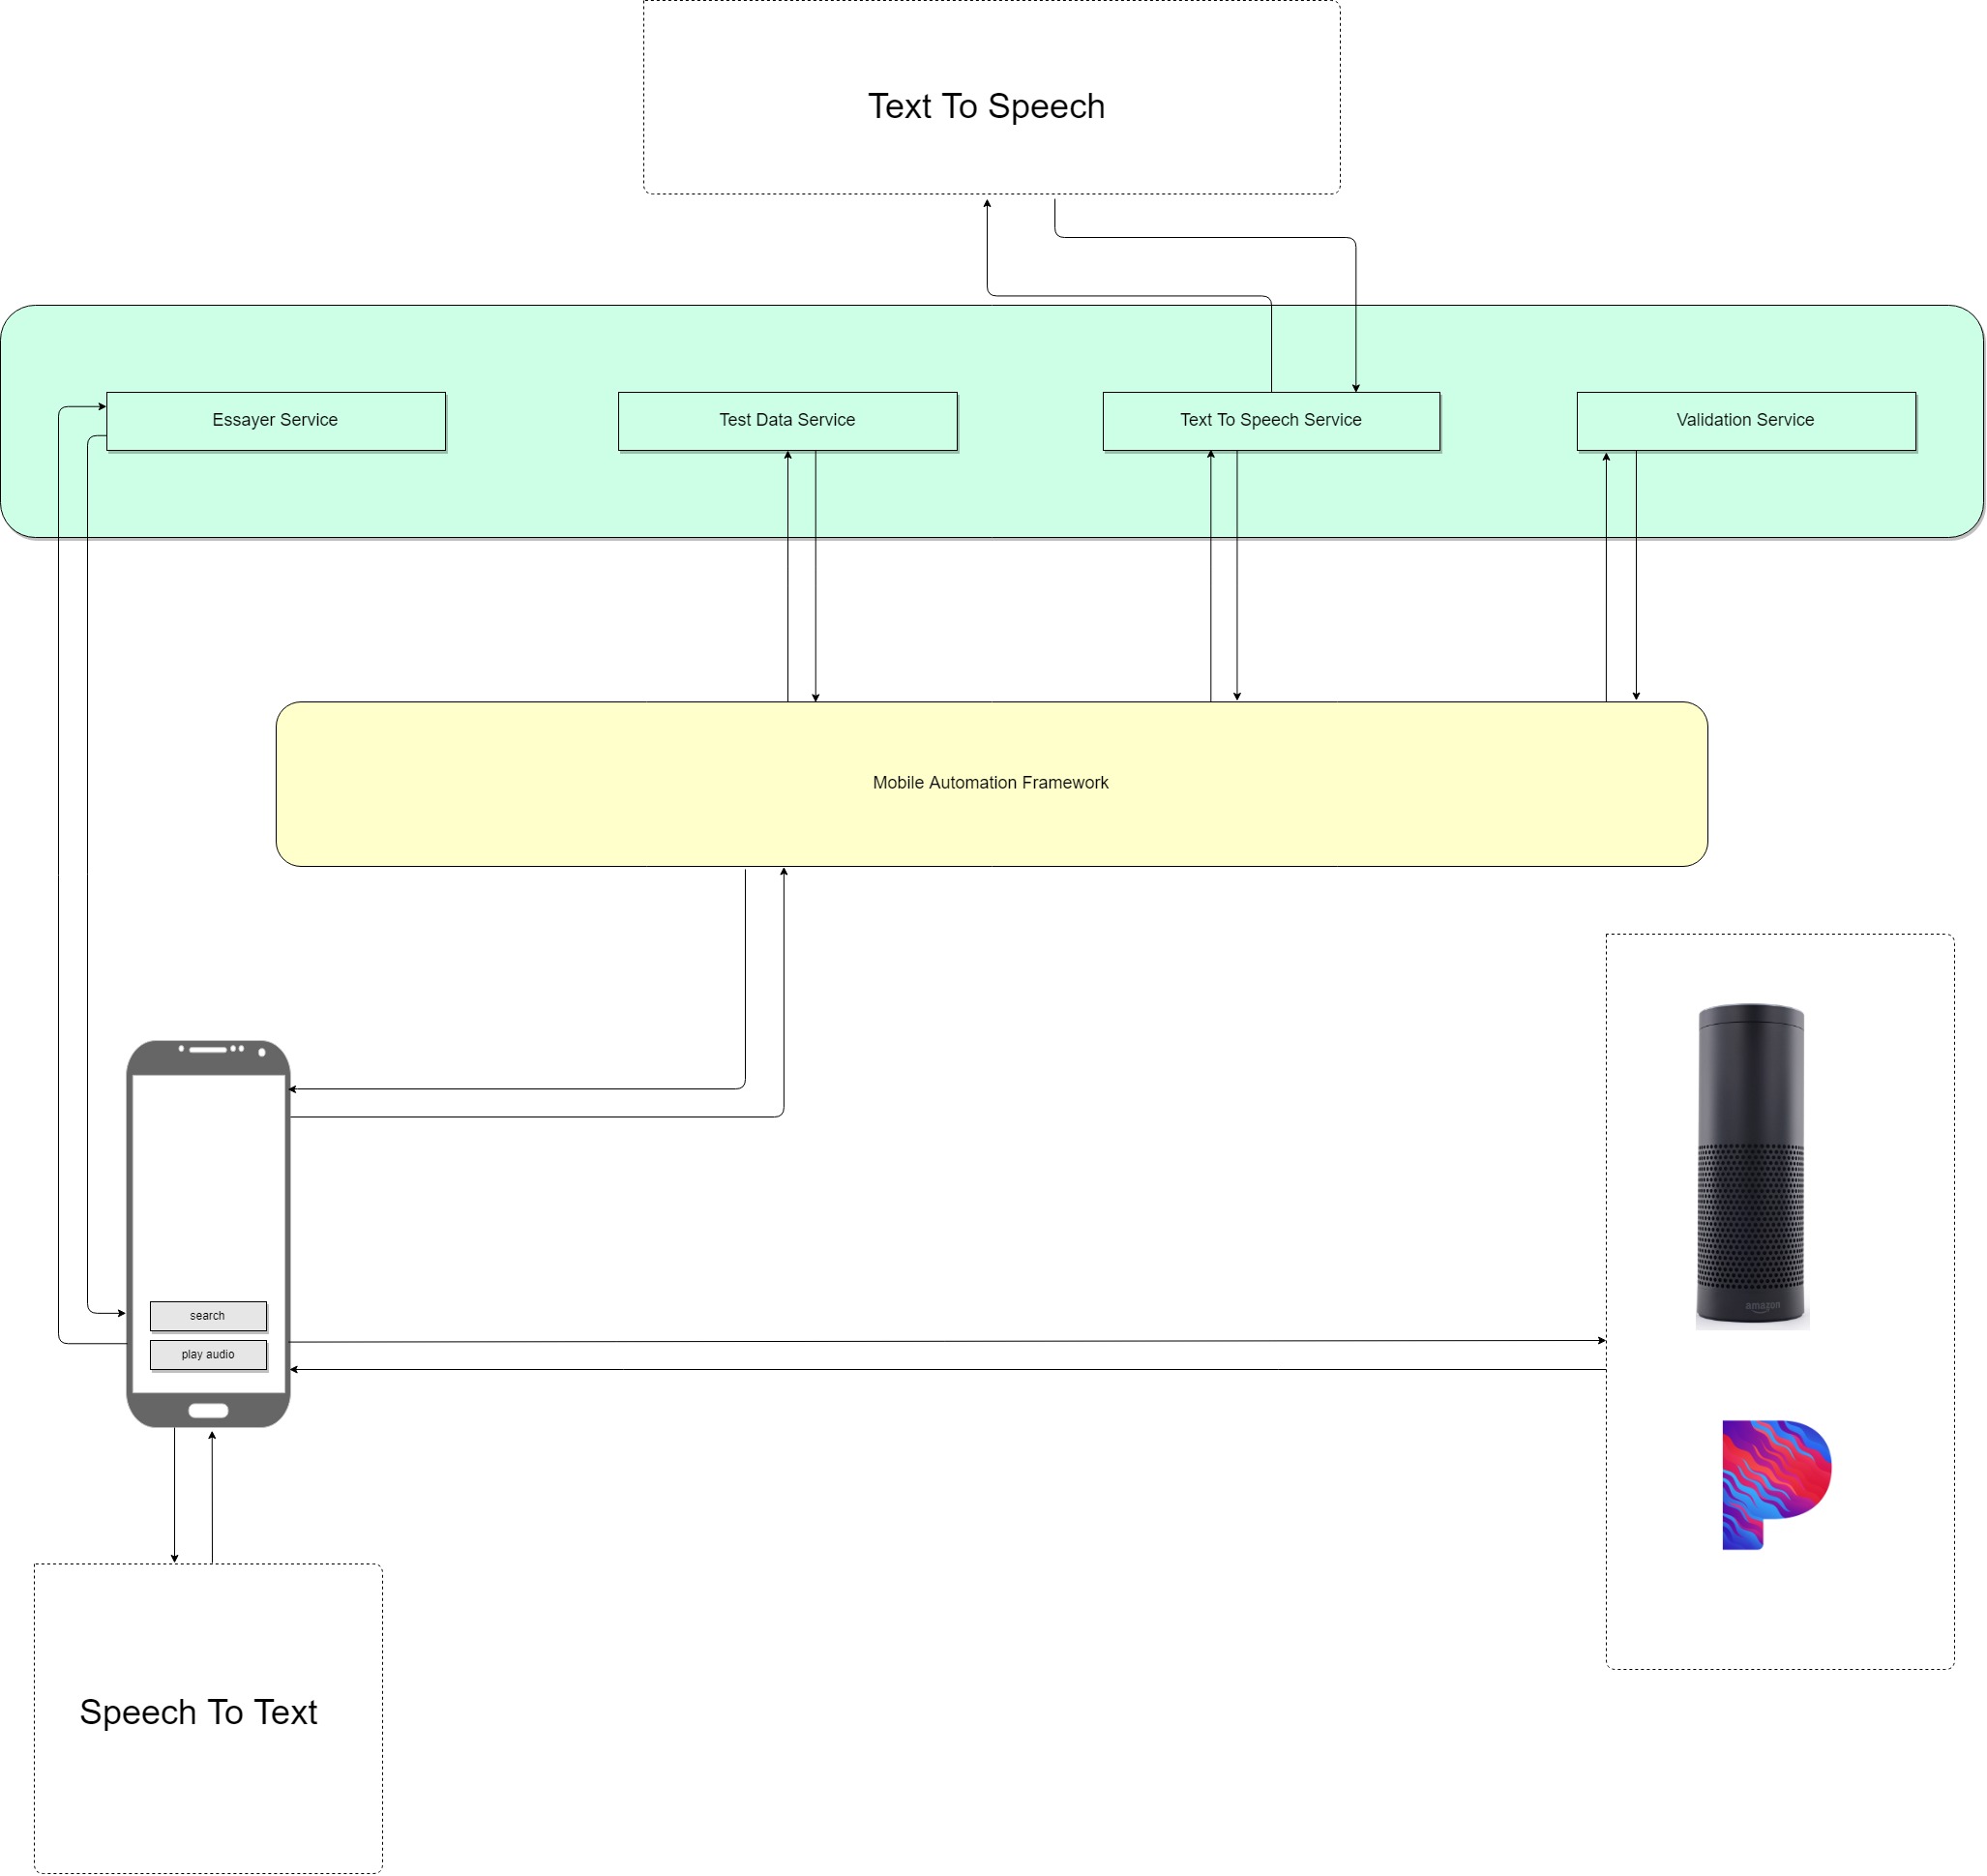 Text To Speech
Essayer Service
Test Data Service
Text To Speech Service
Validation Service
Mobile Automation Framework
amazon
search
play audio
Speech To Text